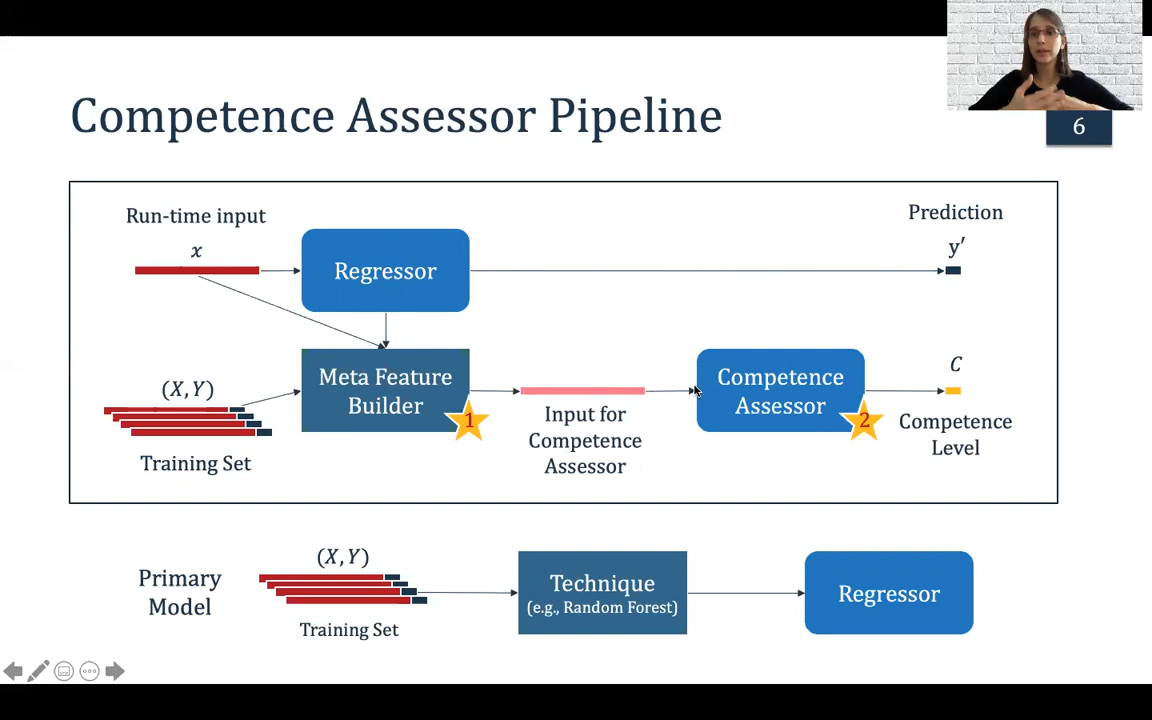 Competence Assessor Pipeline
6
Run-time input
x
Regressor
Prediction
y′
(X, Y)
Training Set
Meta Feature
Builder
1
Input for
Competence
Assessor
Competence
Assessor
2
C
Competence
Level
Primary
Model
(X, Y)
Training Set
Technique
(e.g., Random Forest)
Regressor